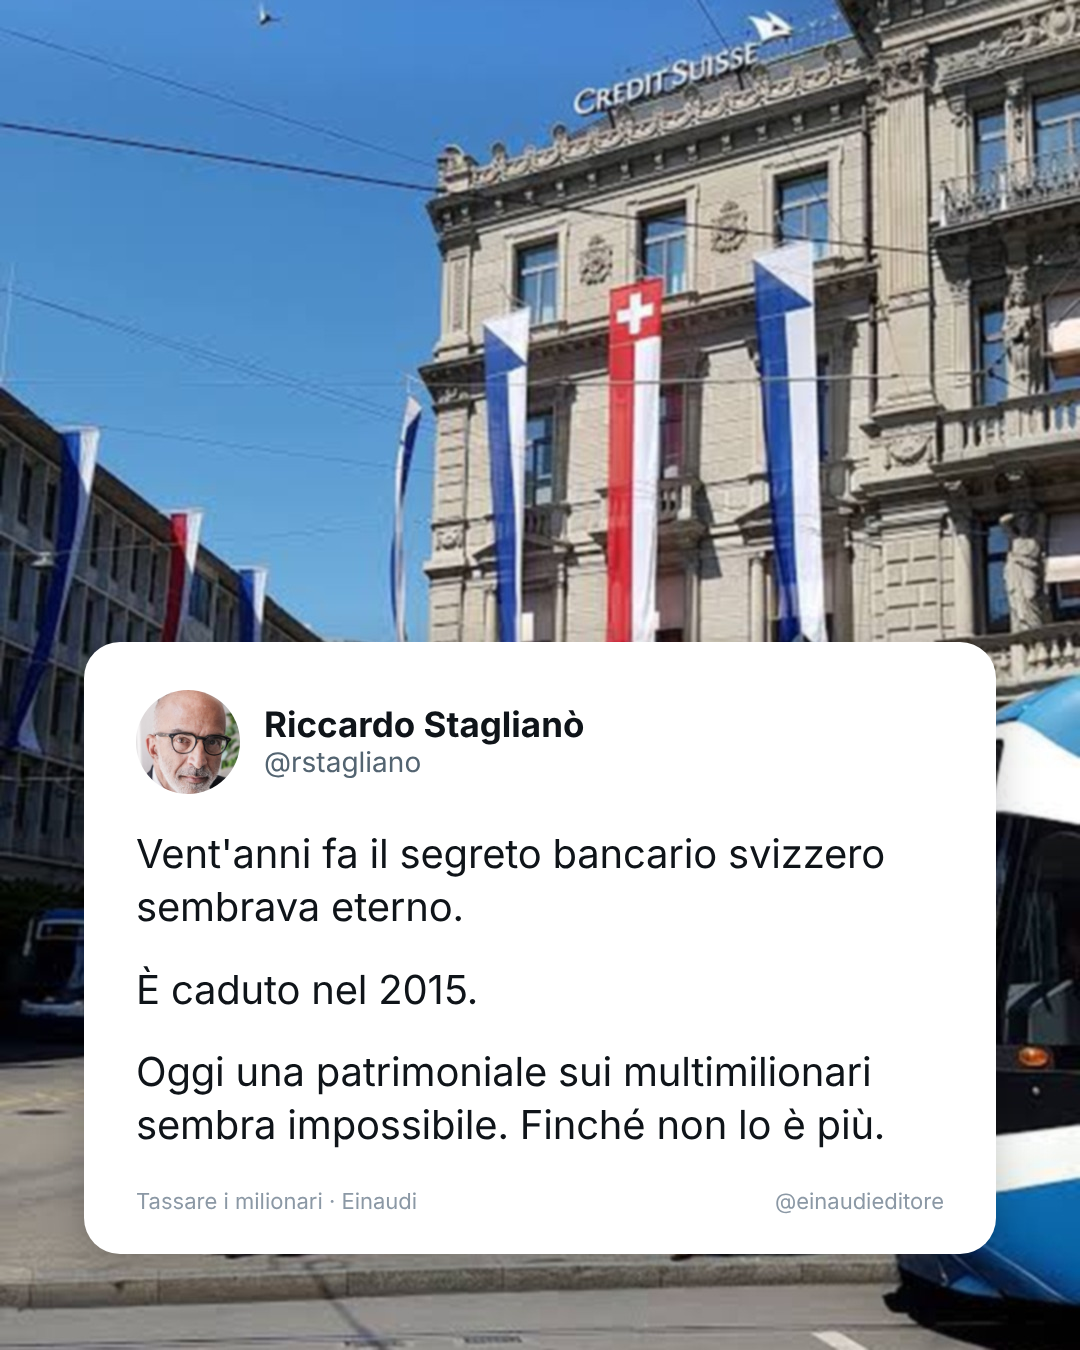 CREDIT SUISSE
Riccardo Staglianò
@rstagliano
Vent'anni fa il segreto bancario svizzero
sembrava eterno.
È caduto nel 2015.
Oggi una patrimoniale sui multimilionari
sembra impossibile. Finché non lo è più.
Tassare i milionari · Einaudi
@einaudieditore